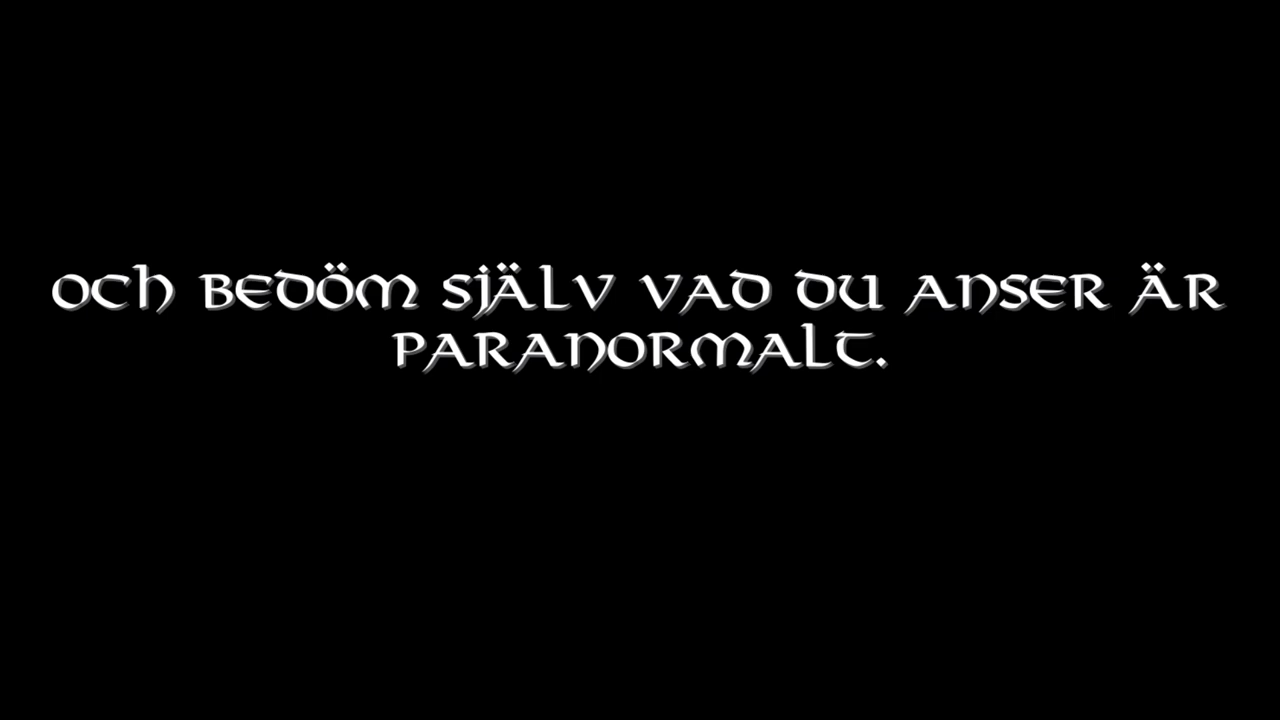 och bedöm själv vad du anser är
paranormalt.